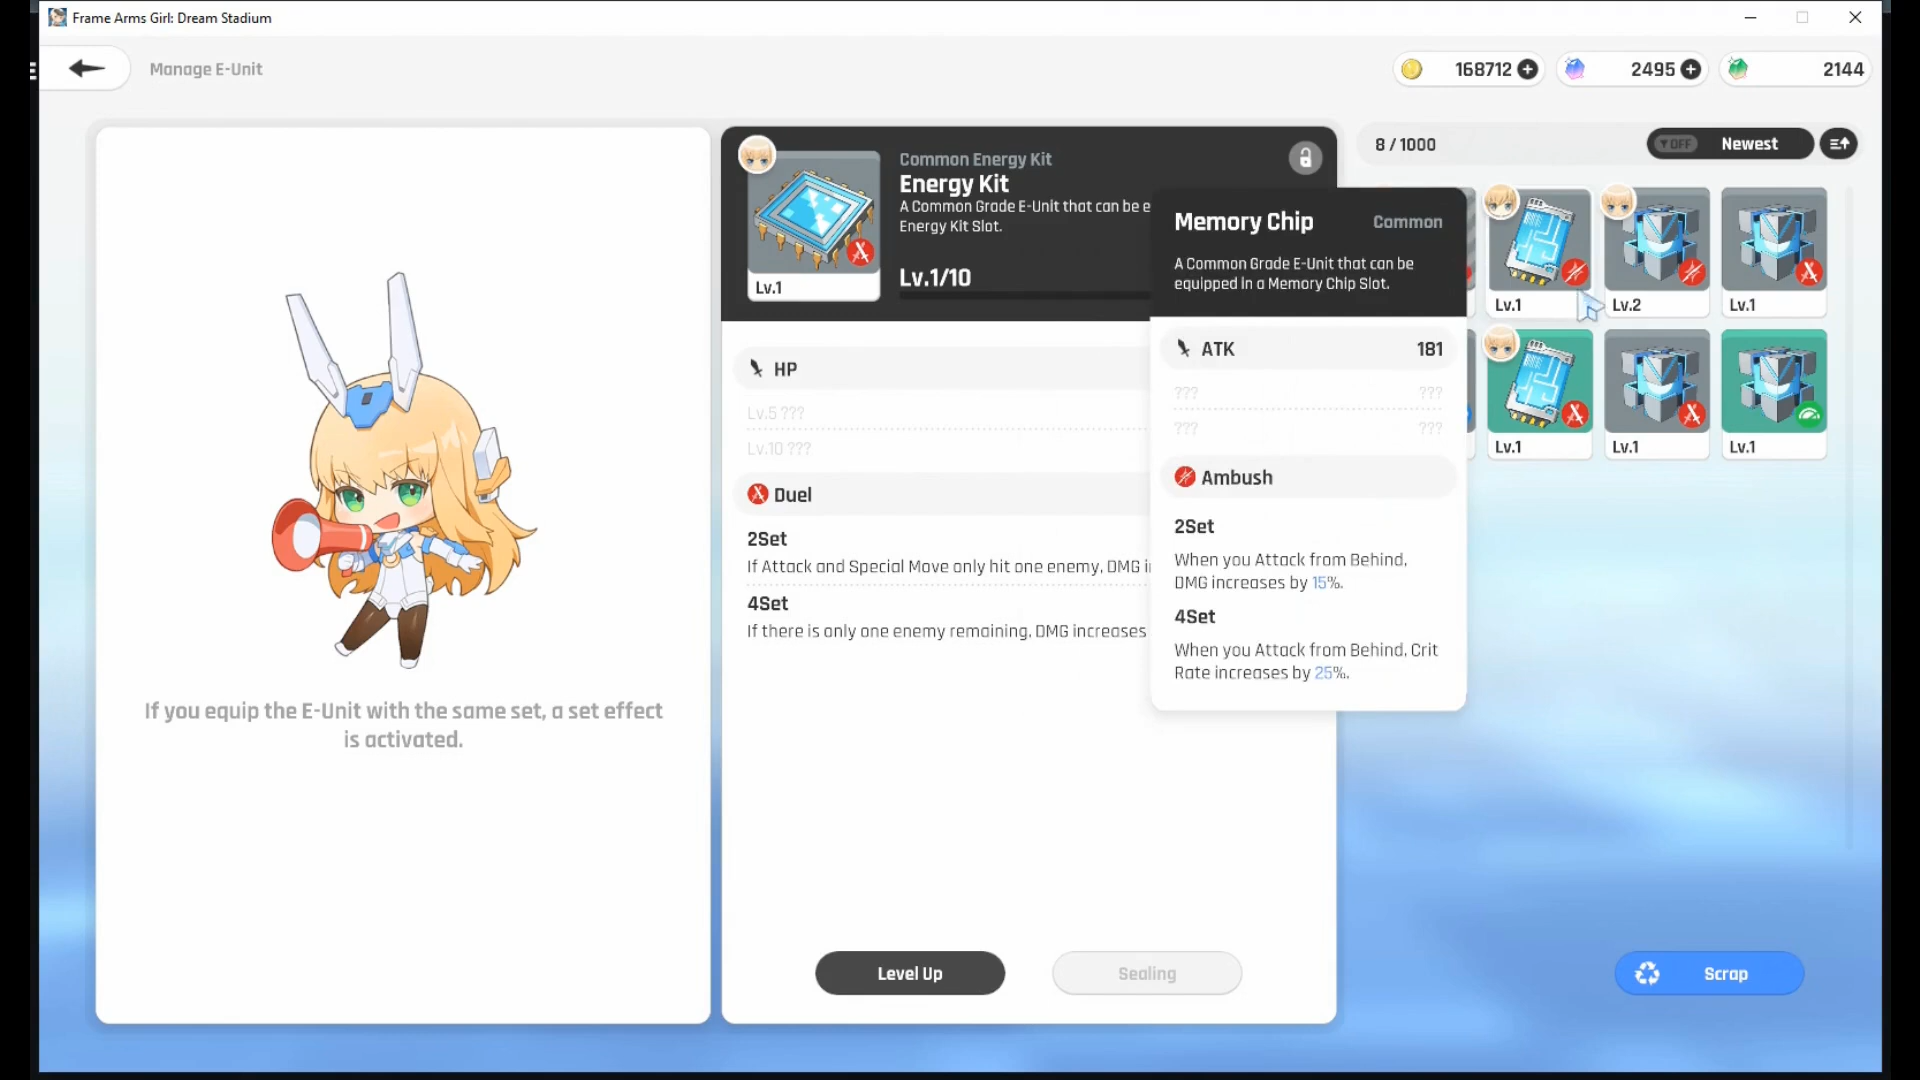 Frame Arms Girl: Dream Stadium
Manage E-Unit
168712
2495
2144
If you equip the E-Unit with the same set, a set effect
is activated.
Common Energy Kit
Energy Kit
A Common Grade E-Unit that can be e
Energy Kit Slot.
Lv.1/10
Lv.1
HP
Lv.5 ???
Lv.10 ???
Duel
2Set
If Attack and Special Move only hit one enemy, DMG i
4Set
If there is only one enemy remaining, DMG increases
Level Up
Sealing
Memory Chip
Common
A Common Grade E-Unit that can be
equipped in a Memory Chip Slot.
ATK 181
??? ???
??? ???
Ambush
2Set
When you Attack from Behind,
DMG increases by 15%.
4Set
When you Attack from Behind, Crit
Rate increases by 25%.
8 / 1000
OFF
Newest
Lv.1
Lv.2
Lv.1
Lv.1
Lv.1
Lv.1
Scrap